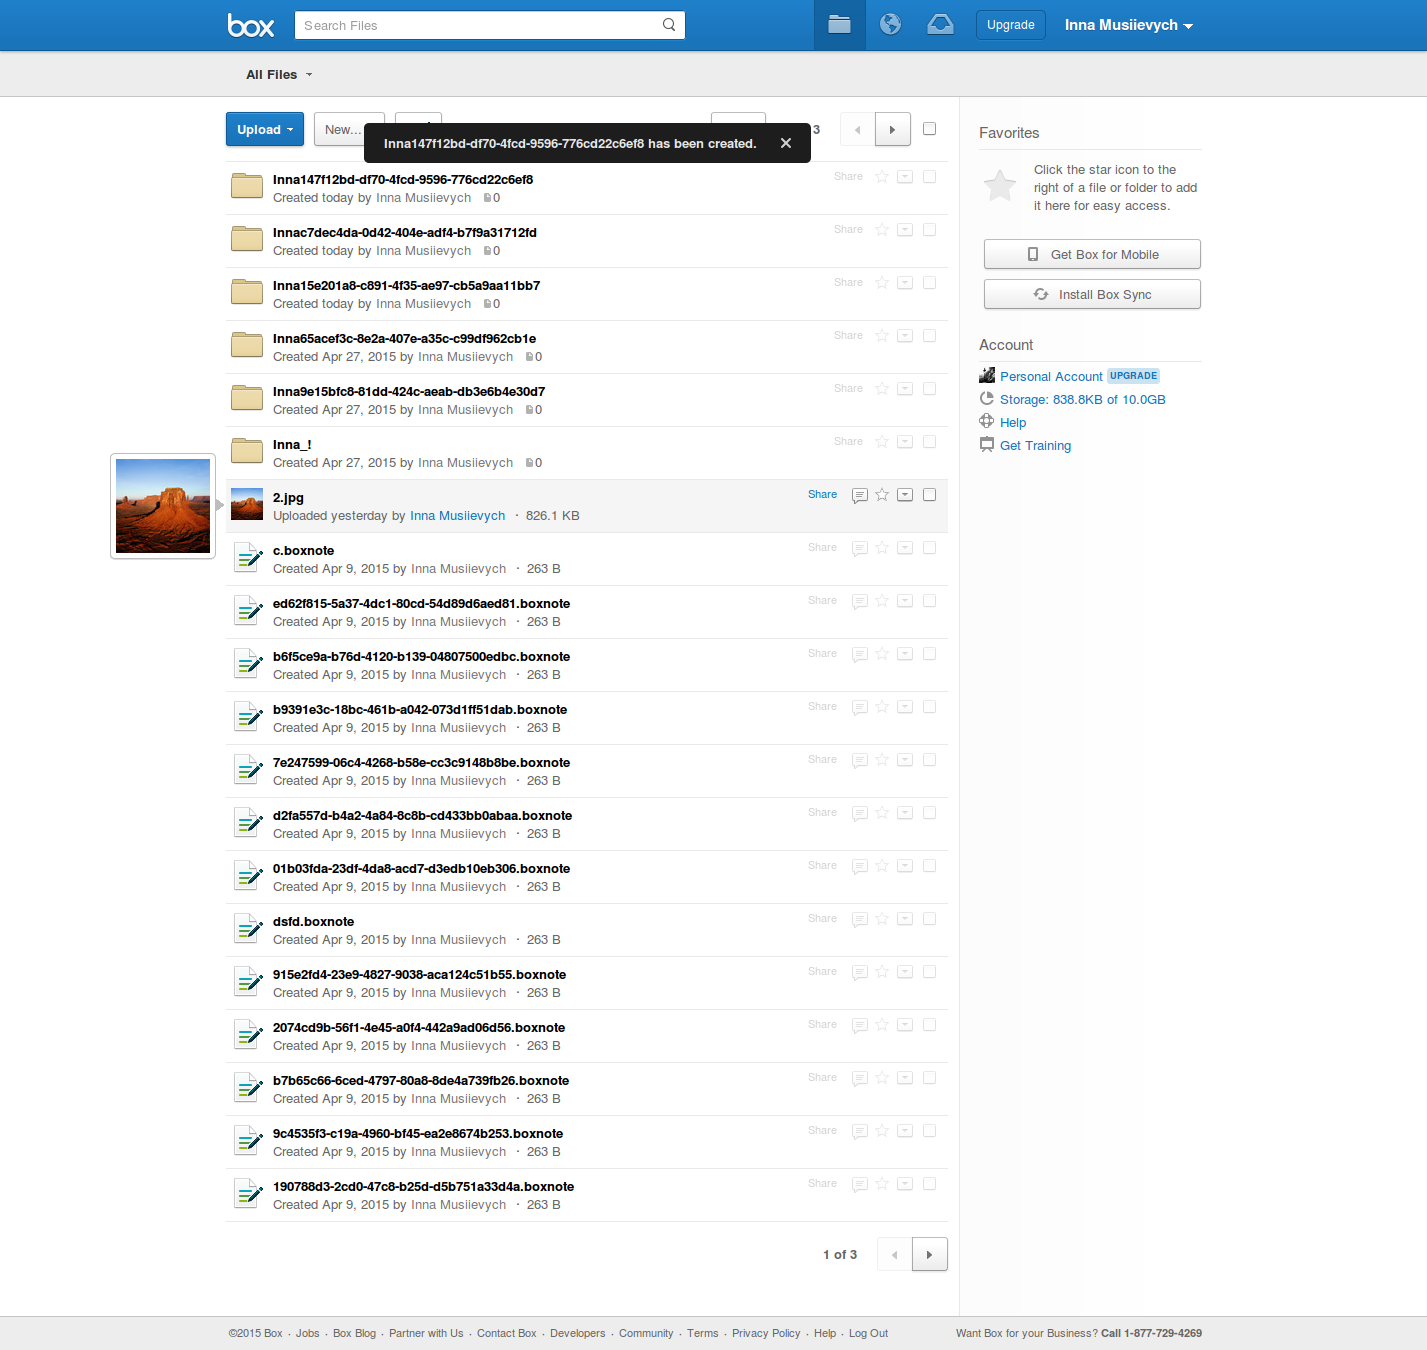 box
Search Files
Upgrade
Inna Musiievych
All Files
Upload
New...
3
Inna147f12bd-df70-4fcd-9596-776cd22c6ef8 has been created.
Inna147f12bd-df70-4fcd-9596-776cd22c6ef8
Share
Created today by Inna Musiievych 0
Innac7dec4da-0d42-404e-adf4-b7f9a31712fd
Share
Created today by Inna Musiievych 0
Inna15e201a8-c891-4f35-ae97-cb5a9aa11bb7
Share
Created today by Inna Musiievych 0
Inna65acef3c-8e2a-407e-a35c-c99df962cb1e
Share
Created Apr 27, 2015 by Inna Musiievych 0
Inna9e15bfc8-81dd-424c-aeab-db3e6b4e30d7
Share
Created Apr 27, 2015 by Inna Musiievych 0
Inna_!
Share
Created Apr 27, 2015 by Inna Musiievych 0
2.jpg
Share
Uploaded yesterday by Inna Musiievych · 826.1 KB
c.boxnote
Share
Created Apr 9, 2015 by Inna Musiievych · 263 B
ed62f815-5a37-4dc1-80cd-54d89d6aed81.boxnote
Share
Created Apr 9, 2015 by Inna Musiievych · 263 B
b6f5ce9a-b76d-4120-b139-04807500edbc.boxnote
Share
Created Apr 9, 2015 by Inna Musiievych · 263 B
b9391e3c-18bc-461b-a042-073d1ff51dab.boxnote
Share
Created Apr 9, 2015 by Inna Musiievych · 263 B
7e247599-06c4-4268-b58e-cc3c9148b8be.boxnote
Share
Created Apr 9, 2015 by Inna Musiievych · 263 B
d2fa557d-b4a2-4a84-8c8b-cd433bb0abaa.boxnote
Share
Created Apr 9, 2015 by Inna Musiievych · 263 B
01b03fda-23df-4da8-acd7-d3edb10eb306.boxnote
Share
Created Apr 9, 2015 by Inna Musiievych · 263 B
dsfd.boxnote
Share
Created Apr 9, 2015 by Inna Musiievych · 263 B
915e2fd4-23e9-4827-9038-aca124c51b55.boxnote
Share
Created Apr 9, 2015 by Inna Musiievych · 263 B
2074cd9b-56f1-4e45-a0f4-442a9ad06d56.boxnote
Share
Created Apr 9, 2015 by Inna Musiievych · 263 B
b7b65c66-6ced-4797-80a8-8de4a739fb26.boxnote
Share
Created Apr 9, 2015 by Inna Musiievych · 263 B
9c4535f3-c19a-4960-bf45-ea2e8674b253.boxnote
Share
Created Apr 9, 2015 by Inna Musiievych · 263 B
190788d3-2cd0-47c8-b25d-d5b751a33d4a.boxnote
Share
Created Apr 9, 2015 by Inna Musiievych · 263 B
1 of 3
Favorites
Click the star icon to the
right of a file or folder to add
it here for easy access.
Get Box for Mobile
Install Box Sync
Account
Personal Account UPGRADE
Storage: 838.8KB of 10.0GB
Help
Get Training
©2015 Box · Jobs · Box Blog · Partner with Us · Contact Box · Developers · Community · Terms · Privacy Policy · Help · Log Out
Want Box for your Business? Call 1-877-729-4269